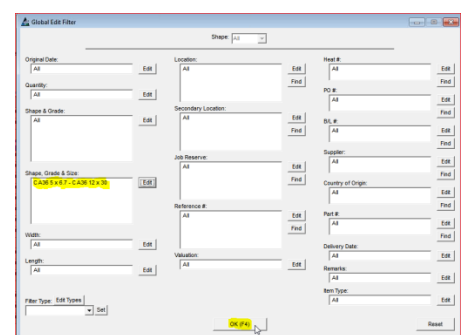 Global Edit Filter
Shape: All
Original Date:
All
Edit
Quantity:
All
Edit
Shape & Grade:
All
Edit
Shape, Grade & Size:
C A36 5 x 6.7 - C A36 12 x 30
Edit
Width:
All
Edit
Length:
All
Edit
Filter Type: Edit Types
Set
Location:
All
Edit
Find
Secondary Location:
All
Edit
Find
Job Reserve:
All
Edit
Find
Reference #:
All
Edit
Find
Valuation:
All
Edit
Heat #:
All
Edit
Find
PO #:
All
Edit
Find
B/L #:
All
Edit
Find
Supplier:
All
Edit
Find
Country of Origin:
All
Edit
Find
Part #:
All
Edit
Find
Delivery Date:
All
Edit
Remarks:
All
Edit
Item Type:
All
Edit
OK (F4)
Reset